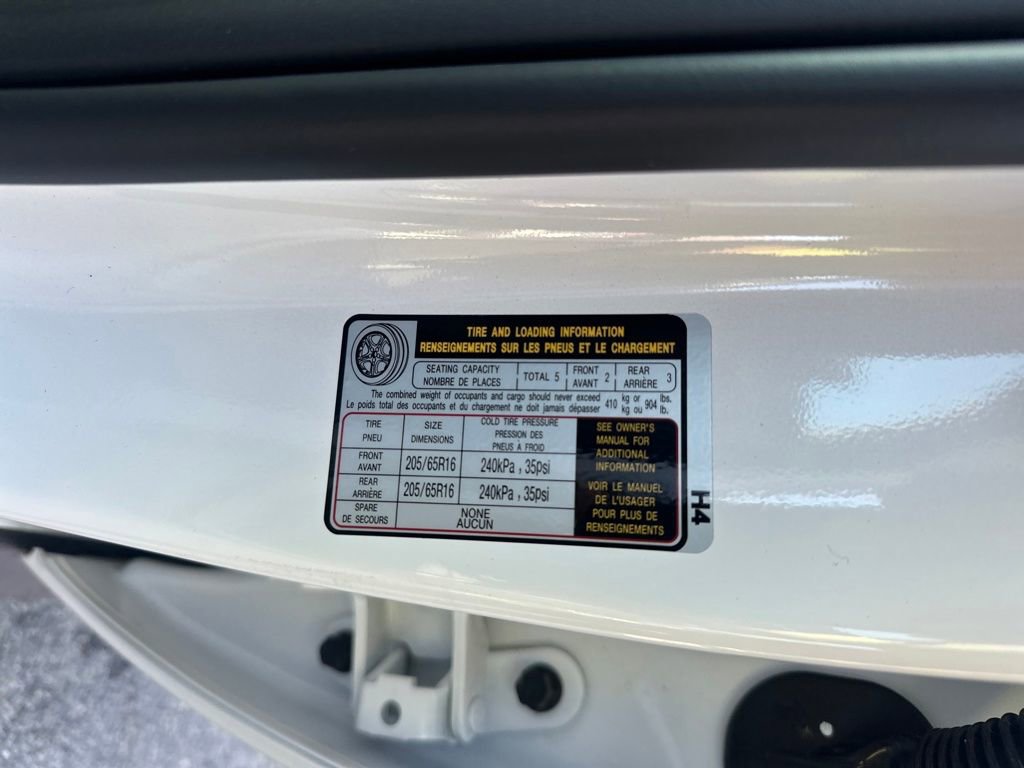 TIRE AND LOADING INFORMATION
RENSEIGNEMENTS SUR LES PNEUS ET LE CHARGEMENT
SEATING CAPACITY
NOMBRE DE PLACES
TOTAL 5
FRONT
AVANT
2
REAR
ARRIÈRE
3
The combined weight of occupants and cargo should never exceed 410 kg or 904 lbs.
Le poids total des occupants et du chargement ne doit jamais dépasser kg ou lb.
TIRE
PNEU
SIZE
DIMENSIONS
COLD TIRE PRESSURE
PRESSION DES
PNEUS À FROID
FRONT
AVANT
205/65R16
240kPa , 35psi
REAR
ARRIÈRE
205/65R16
240kPa , 35psi
SPARE
DE SECOURS
NONE
AUCUN
SEE OWNER'S
MANUAL FOR
ADDITIONAL
INFORMATION
VOIR LE MANUEL
DE L'USAGER
POUR PLUS DE
RENSEIGNEMENTS
H4